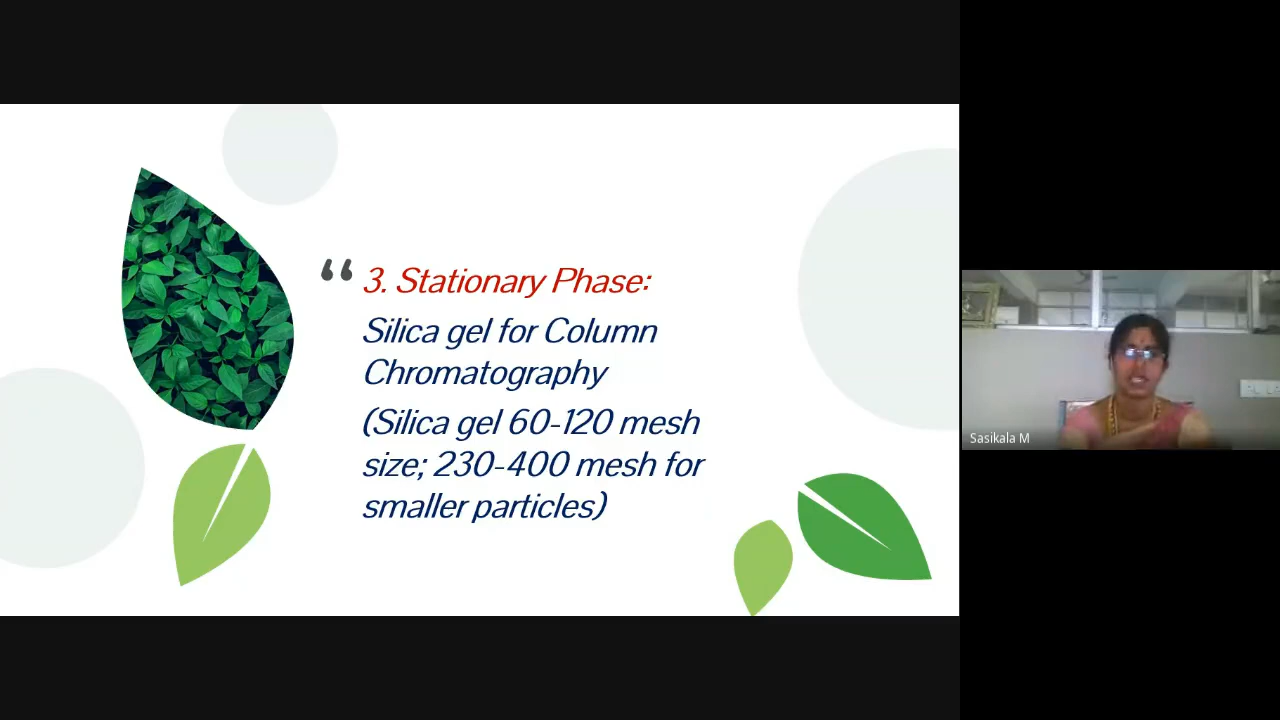 “ 3. Stationary Phase:
Silica gel for Column
Chromatography
(Silica gel 60-120 mesh
size; 230-400 mesh for
smaller particles)
Sasikala M